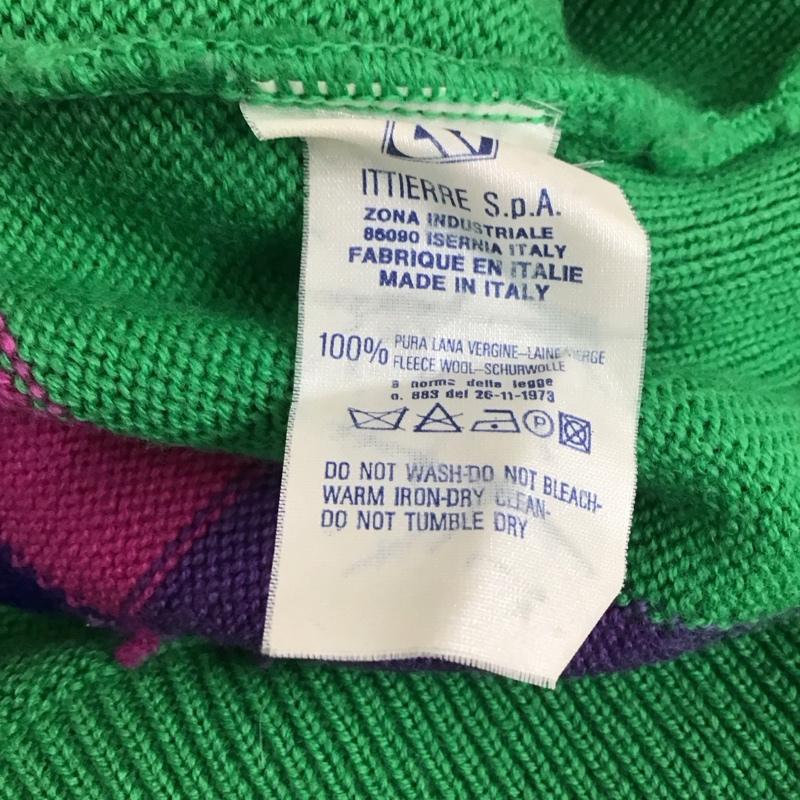 ITTIERRE S.p.A.
ZONA INDUSTRIALE
86090 ISERNIA ITALY
FABRIQUE EN ITALIE
MADE IN ITALY
100% PURA LANA VERGINE-LAINE VIERGE
FLEECE WOOL-SCHURWOLLE
a norma della legge
n. 883 del 26-11-1973
P
DO NOT WASH-DO NOT BLEACH-
WARM IRON-DRY CLEAN-
DO NOT TUMBLE DRY